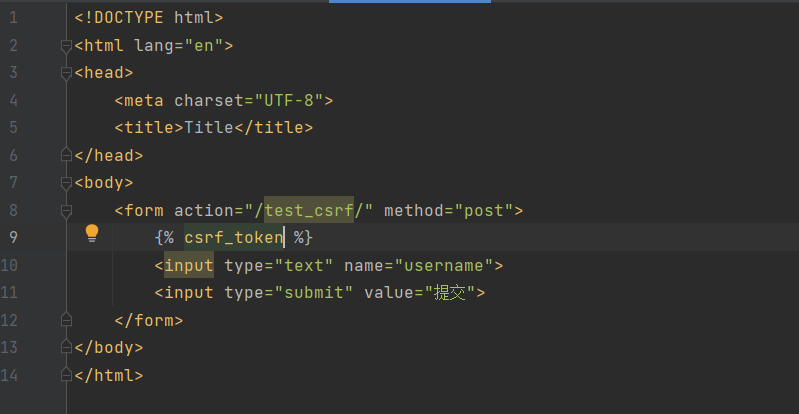 1 <!DOCTYPE html>
2 <html lang="en">
3 <head>
4     <meta charset="UTF-8">
5     <title>Title</title>
6 </head>
7 <body>
8     <form action="/test_csrf/" method="post">
9         {% csrf_token %}
10         <input type="text" name="username">
11         <input type="submit" value="提交">
12     </form>
13 </body>
14 </html>